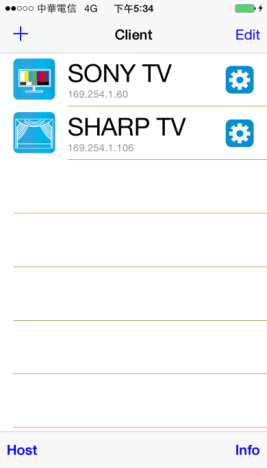 中華電信 4G 下午5:34
Client Edit
SONY TV
169.254.1.60
SHARP TV
169.254.1.106
Host Info